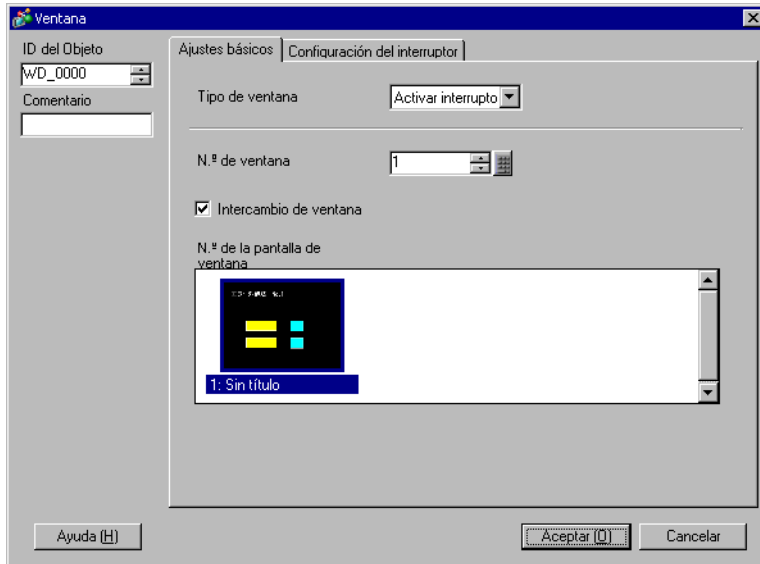 Ventana
ID del Objeto
WD_0000
Comentario
Ajustes básicos
Configuración del interruptor
Tipo de ventana
Activar interrupto
N.º de ventana
1
Intercambio de ventana
N.º de la pantalla de
ventana
1: Sin título
Ayuda (H)
Aceptar (O)
Cancelar